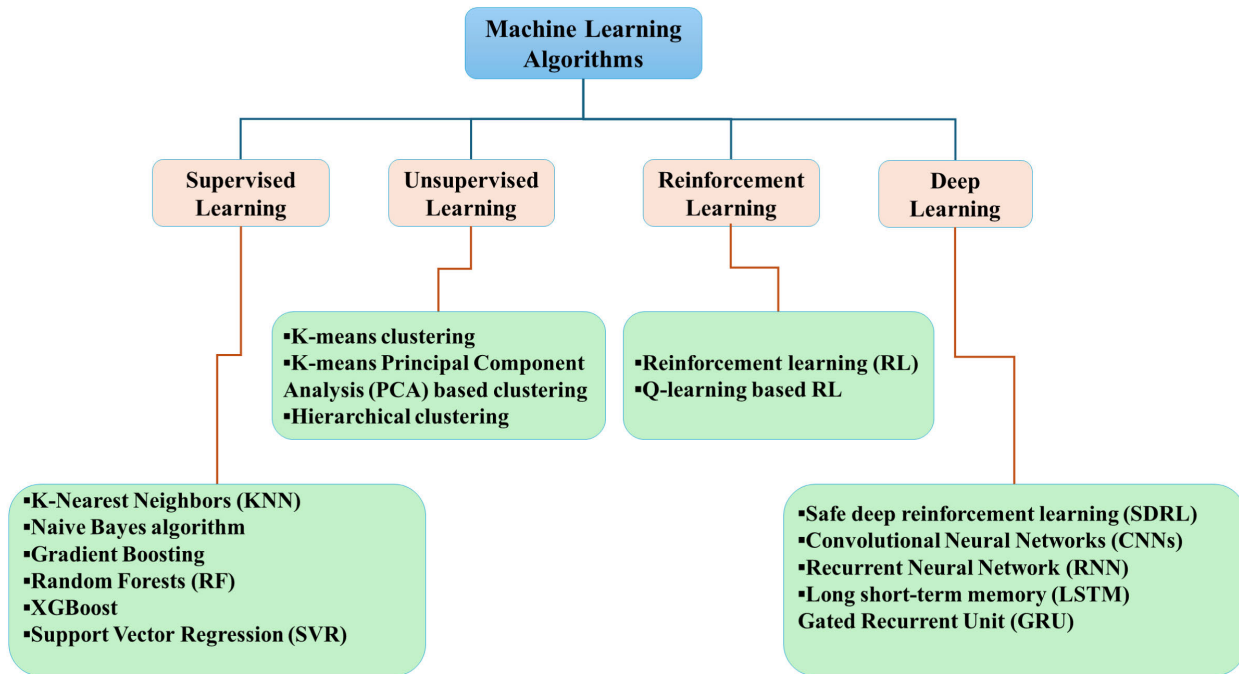 Machine Learning
Algorithms
Supervised
Learning
Unsupervised
Learning
Reinforcement
Learning
Deep
Learning
▪K-means clustering
▪K-means Principal Component
Analysis (PCA) based clustering
▪Hierarchical clustering
▪Reinforcement learning (RL)
▪Q-learning based RL
▪K-Nearest Neighbors (KNN)
▪Naive Bayes algorithm
▪Gradient Boosting
▪Random Forests (RF)
▪XGBoost
▪Support Vector Regression (SVR)
▪Safe deep reinforcement learning (SDRL)
▪Convolutional Neural Networks (CNNs)
▪Recurrent Neural Network (RNN)
▪Long short-term memory (LSTM)
Gated Recurrent Unit (GRU)